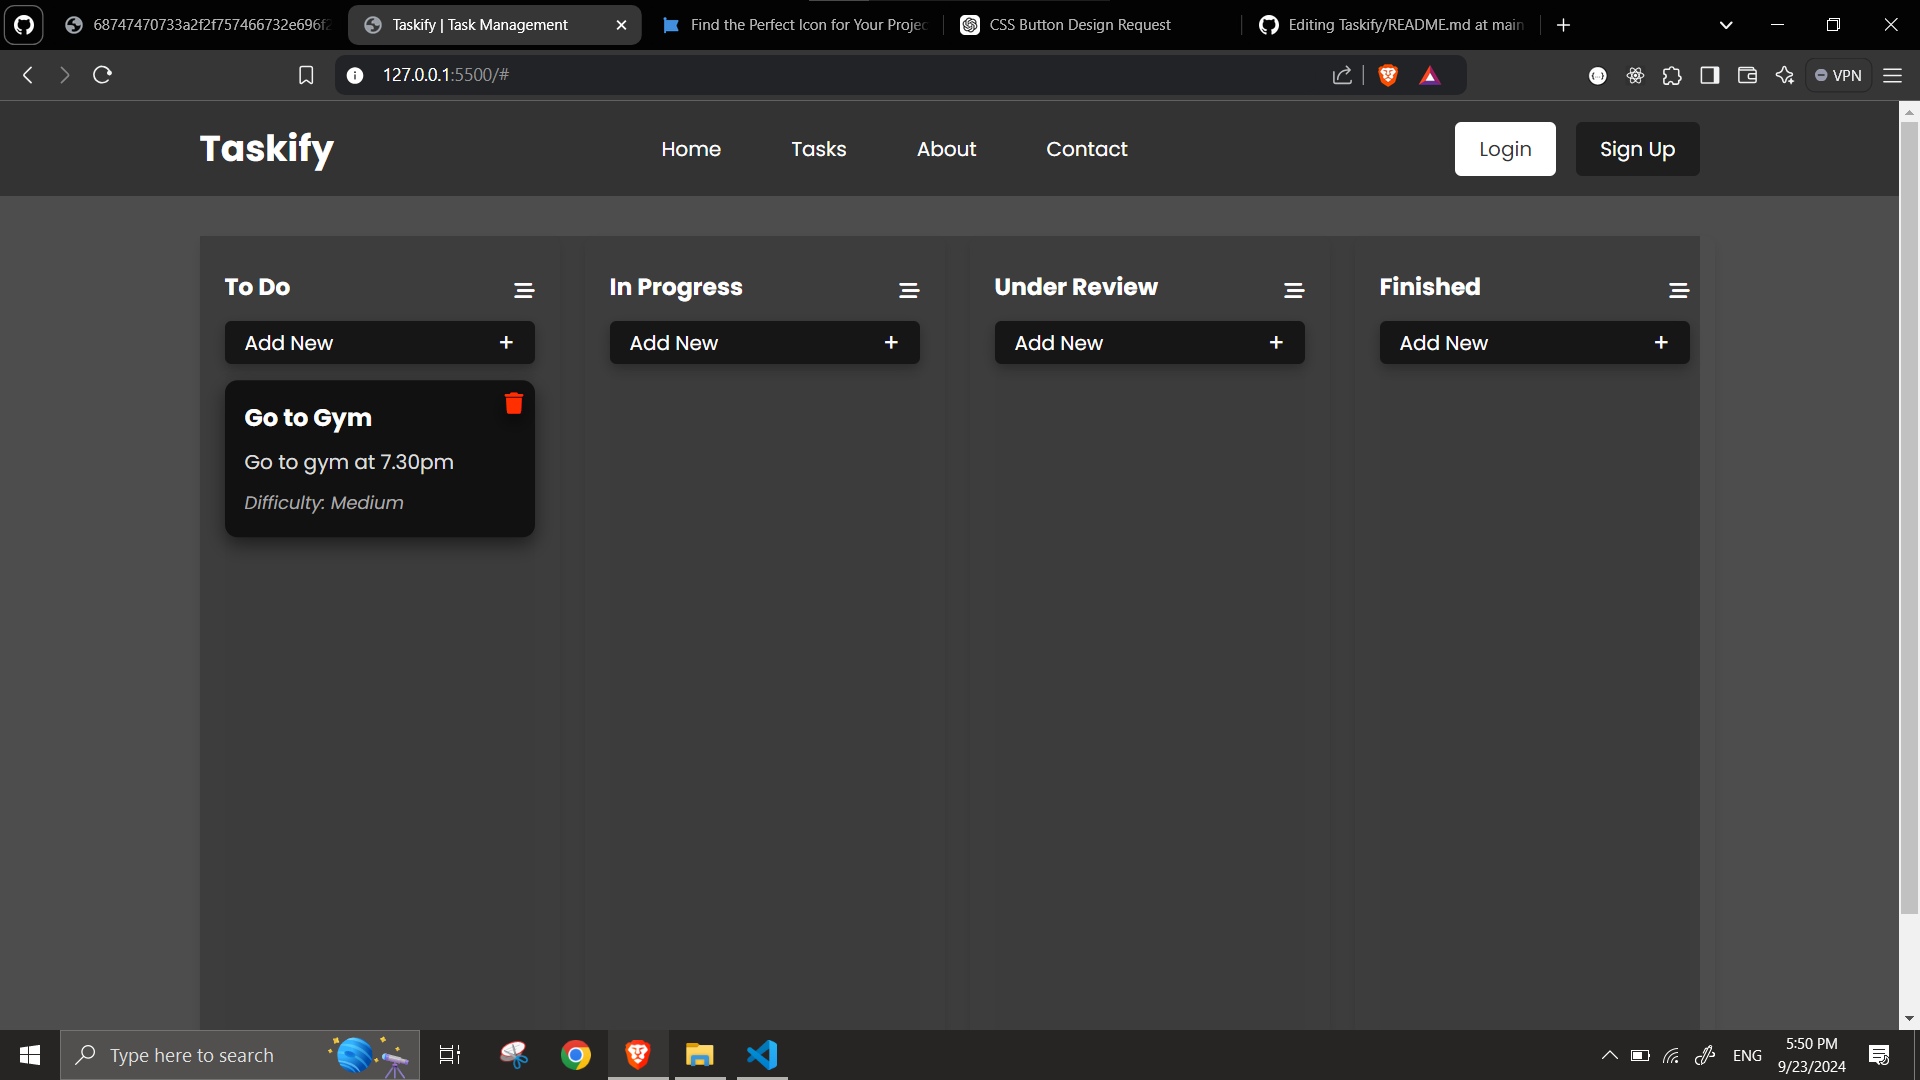 68747470733a2f2f757466732e696f2
Taskify | Task Management
Find the Perfect Icon for Your Projec
CSS Button Design Request
Editing Taskify/README.md at main
127.0.0.1:5500/#
VPN
Taskify
Home
Tasks
About
Contact
Login
Sign Up
To Do
In Progress
Under Review
Finished
Add New +
Add New +
Add New +
Add New +
Go to Gym
Go to gym at 7.30pm
Difficulty: Medium
Type here to search
ENG
5:50 PM
9/23/2024